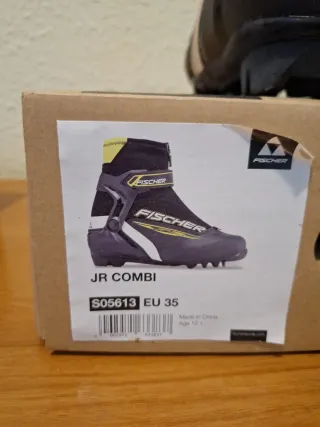 FISCHER
FISCHER
FISCHER
JR COMBI
S05613 EU 35
Made in China